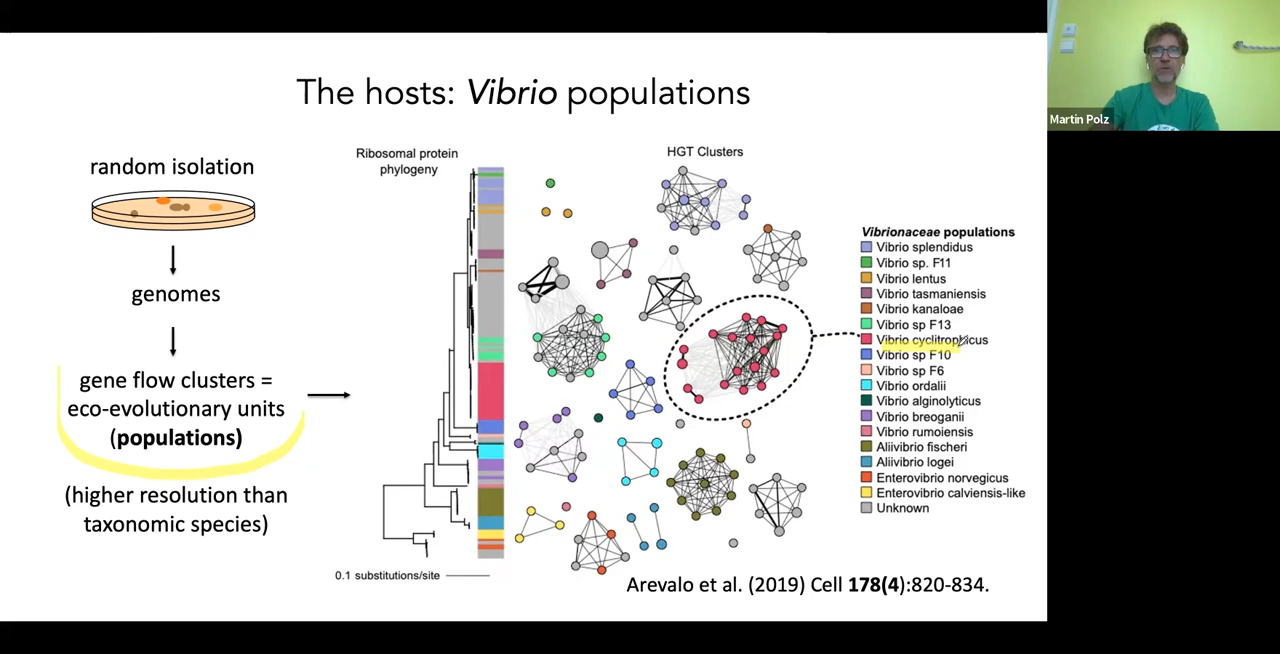 The hosts: Vibrio populations
Martin Polz
random isolation
genomes
gene flow clusters =
eco-evolutionary units
(populations)
(higher resolution than
taxonomic species)
Ribosomal protein
phylogeny
0.1 substitutions/site
HGT Clusters
Vibrionaceae populations
Vibrio splendidus
Vibrio sp. F11
Vibrio lentus
Vibrio tasmaniensis
Vibrio kanaloae
Vibrio sp F13
Vibrio cyclitrophicus
Vibrio sp F10
Vibrio sp F6
Vibrio ordalii
Vibrio alginolyticus
Vibrio breoganii
Vibrio rumoiensis
Aliivibrio fischeri
Aliivibrio logei
Enterovibrio norvegicus
Enterovibrio calviensis-like
Unknown
Arevalo et al. (2019) Cell 178(4):820-834.